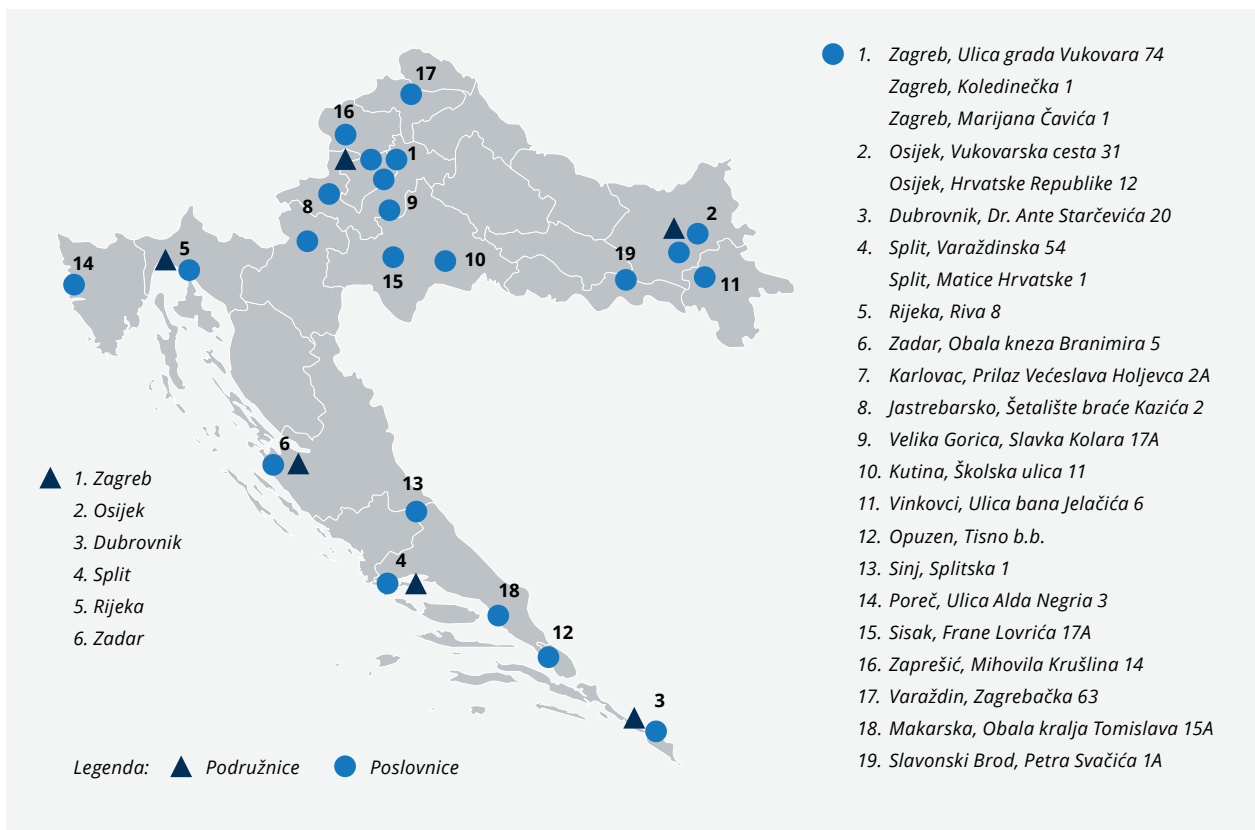 17
16
1
8
9
2
5
14
19
10
15
11
6
13
4
18
12
3
1. Zagreb
2. Osijek
3. Dubrovnik
4. Split
5. Rijeka
6. Zadar
Legenda: Podružnice Poslovnice
1. Zagreb, Ulica grada Vukovara 74
Zagreb, Koledinečka 1
Zagreb, Marijana Čavića 1
2. Osijek, Vukovarska cesta 31
Osijek, Hrvatske Republike 12
3. Dubrovnik, Dr. Ante Starčevića 20
4. Split, Varaždinska 54
Split, Matice Hrvatske 1
5. Rijeka, Riva 8
6. Zadar, Obala kneza Branimira 5
7. Karlovac, Prilaz Većeslava Holjevca 2A
8. Jastrebarsko, Šetalište braće Kazića 2
9. Velika Gorica, Slavka Kolara 17A
10. Kutina, Školska ulica 11
11. Vinkovci, Ulica bana Jelačića 6
12. Opuzen, Tisno b.b.
13. Sinj, Splitska 1
14. Poreč, Ulica Alda Negria 3
15. Sisak, Frane Lovrića 17A
16. Zaprešić, Mihovila Krušlina 14
17. Varaždin, Zagrebačka 63
18. Makarska, Obala kralja Tomislava 15A
19. Slavonski Brod, Petra Svačića 1A